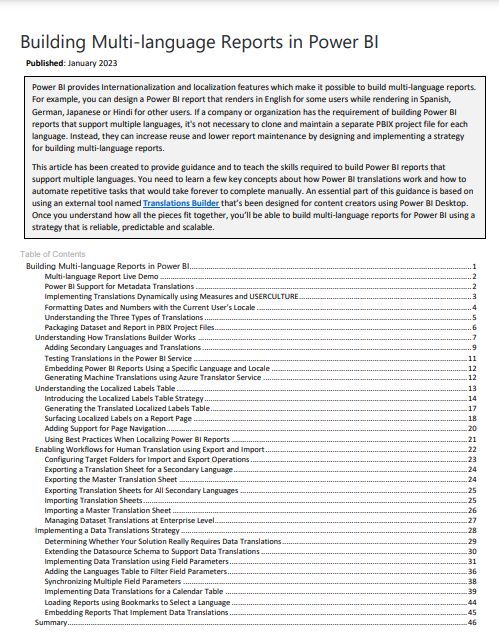 Building Multi-language Reports in Power BI
Published: January 2023
Power BI provides Internationalization and localization features which make it possible to build multi-language reports.
For example, you can design a Power BI report that renders in English for some users while rendering in Spanish,
German, Japanese or Hindi for other users. If a company or organization has the requirement of building Power BI
reports that support multiple languages, it's not necessary to clone and maintain a separate PBIX project file for each
language. Instead, they can increase reuse and lower report maintenance by designing and implementing a strategy
for building multi-language reports.
This article has been created to provide guidance and to teach the skills required to build Power BI reports that
support multiple languages. You need to learn a few key concepts about how Power BI translations work and how to
automate repetitive tasks that would take forever to complete manually. An essential part of this guidance is based on
using an external tool named Translations Builder that's been designed for content creators using Power BI Desktop.
Once you understand how all the pieces fit together, you'll be able to build multi-language reports for Power BI using a
strategy that is reliable, predictable and scalable.
Table of Contents
Building Multi-language Reports in Power BI 1
Multi-language Report Live Demo 2
Power BI Support for Metadata Translations 2
Implementing Translations Dynamically using Measures and USERCULTURE 3
Formatting Dates and Numbers with the Current User's Locale 4
Understanding the Three Types of Translations 5
Packaging Dataset and Report in PBIX Project Files 6
Understanding How Translations Builder Works 7
Adding Secondary Languages and Translations 9
Testing Translations in the Power BI Service 11
Embedding Power BI Reports Using a Specific Language and Locale 12
Generating Machine Translations using Azure Translator Service 12
Understanding the Localized Labels Table 13
Introducing the Localized Labels Table Strategy 14
Generating the Translated Localized Labels Table 17
Surfacing Localized Labels on a Report Page 18
Adding Support for Page Navigation 20
Using Best Practices When Localizing Power BI Reports 21
Enabling Workflows for Human Translation using Export and Import 22
Configuring Target Folders for Import and Export Operations 23
Exporting a Translation Sheet for a Secondary Language 24
Exporting the Master Translation Sheet 24
Exporting Translation Sheets for All Secondary Languages 25
Importing Translation Sheets 25
Importing a Master Translation Sheet 26
Managing Dataset Translations at Enterprise Level 27
Implementing a Data Translations Strategy 28
Determining Whether Your Solution Really Requires Data Translations 29
Extending the Datasource Schema to Support Data Translations 30
Implementing Data Translation using Field Parameters 31
Adding the Languages Table to Filter Field Parameters 36
Synchronizing Multiple Field Parameters 38
Implementing Data Translations for a Calendar Table 39
Loading Reports using Bookmarks to Select a Language 44
Embedding Reports That Implement Data Translations 45
Summary 46